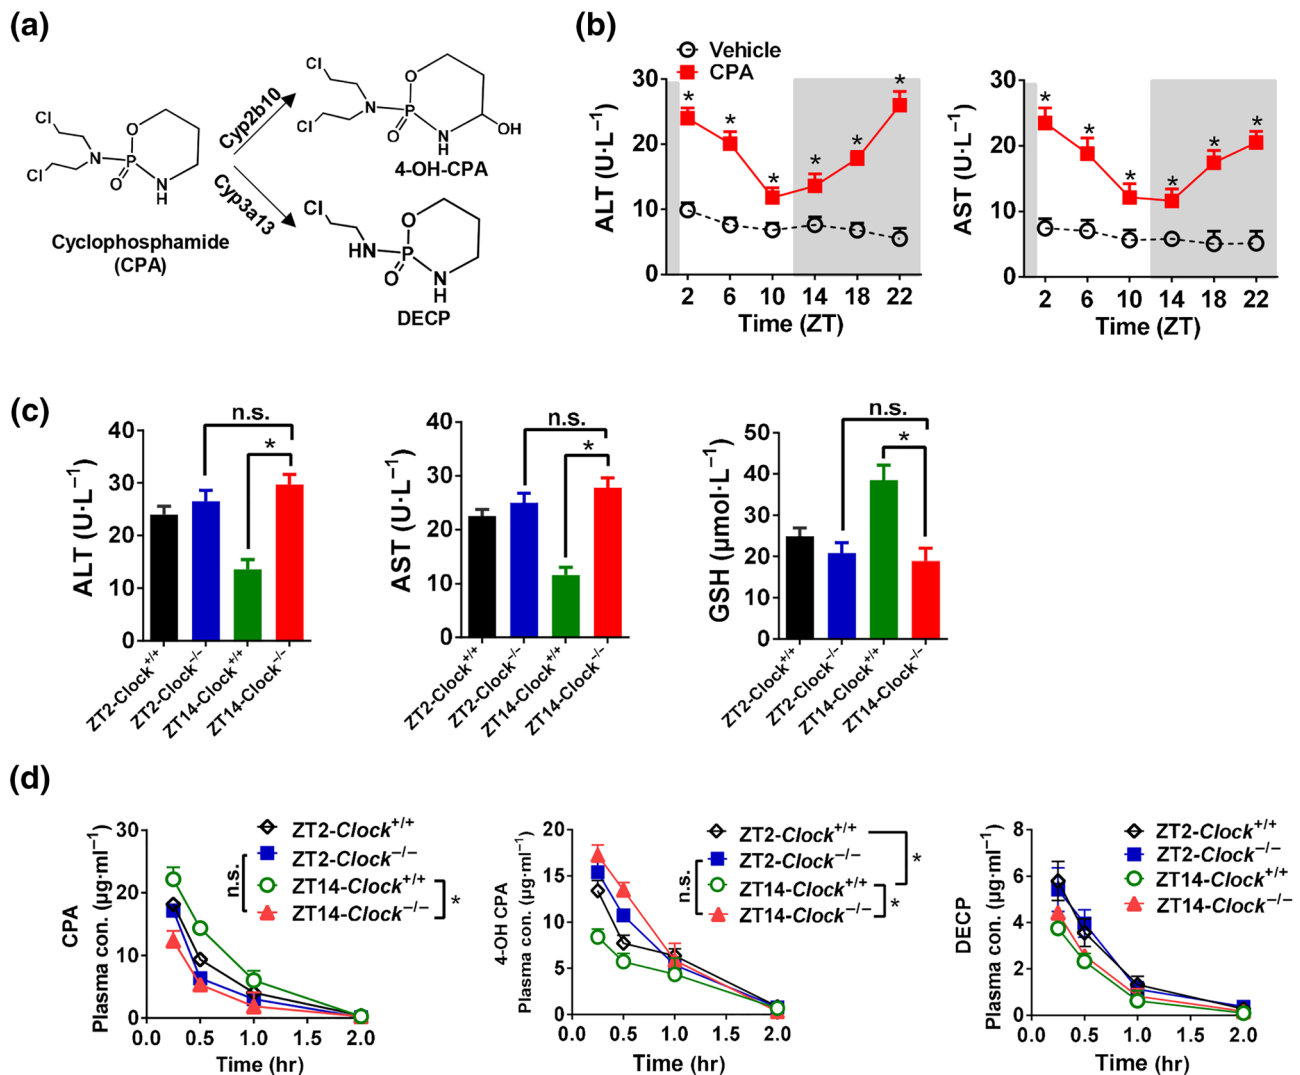 (a)
Cl
Cl
N
P
O
O
NH
Cyclophosphamide
(CPA)
Cyp2b10
Cyp3a13
Cl
Cl
N
P
O
O
NH
OH
4-OH-CPA
Cl
HN
P
O
O
N
H
DECP
(b)
Vehicle
CPA
ALT (U·L⁻¹)
30
20
10
0
* * * * * *
2 6 10 14 18 22
Time (ZT)
AST (U·L⁻¹)
30
20
10
0
* * * * * *
2 6 10 14 18 22
Time (ZT)
(c)
ALT (U·L⁻¹)
40
30
20
10
0
n.s.
*
ZT2-Clock⁺/⁺
ZT2-Clock⁻/⁻
ZT14-Clock⁺/⁺
ZT14-Clock⁻/⁻
AST (U·L⁻¹)
40
30
20
10
0
n.s.
*
ZT2-Clock⁺/⁺
ZT2-Clock⁻/⁻
ZT14-Clock⁺/⁺
ZT14-Clock⁻/⁻
GSH (µmol·L⁻¹)
50
40
30
20
10
0
n.s.
*
ZT2-Clock⁺/⁺
ZT2-Clock⁻/⁻
ZT14-Clock⁺/⁺
ZT14-Clock⁻/⁻
(d)
CPA
Plasma con. (µg·ml⁻¹)
30
20
10
0
0.0 0.5 1.0 1.5 2.0
Time (hr)
ZT2-Clock⁺/⁺
ZT2-Clock⁻/⁻
ZT14-Clock⁺/⁺
ZT14-Clock⁻/⁻
n.s.
*
4-OH CPA
Plasma con. (µg·ml⁻¹)
20
15
10
5
0
0.0 0.5 1.0 1.5 2.0
Time (hr)
ZT2-Clock⁺/⁺
ZT2-Clock⁻/⁻
ZT14-Clock⁺/⁺
ZT14-Clock⁻/⁻
n.s.
*
*
DECP
Plasma con. (µg·ml⁻¹)
8
6
4
2
0
0.0 0.5 1.0 1.5 2.0
Time (hr)
ZT2-Clock⁺/⁺
ZT2-Clock⁻/⁻
ZT14-Clock⁺/⁺
ZT14-Clock⁻/⁻